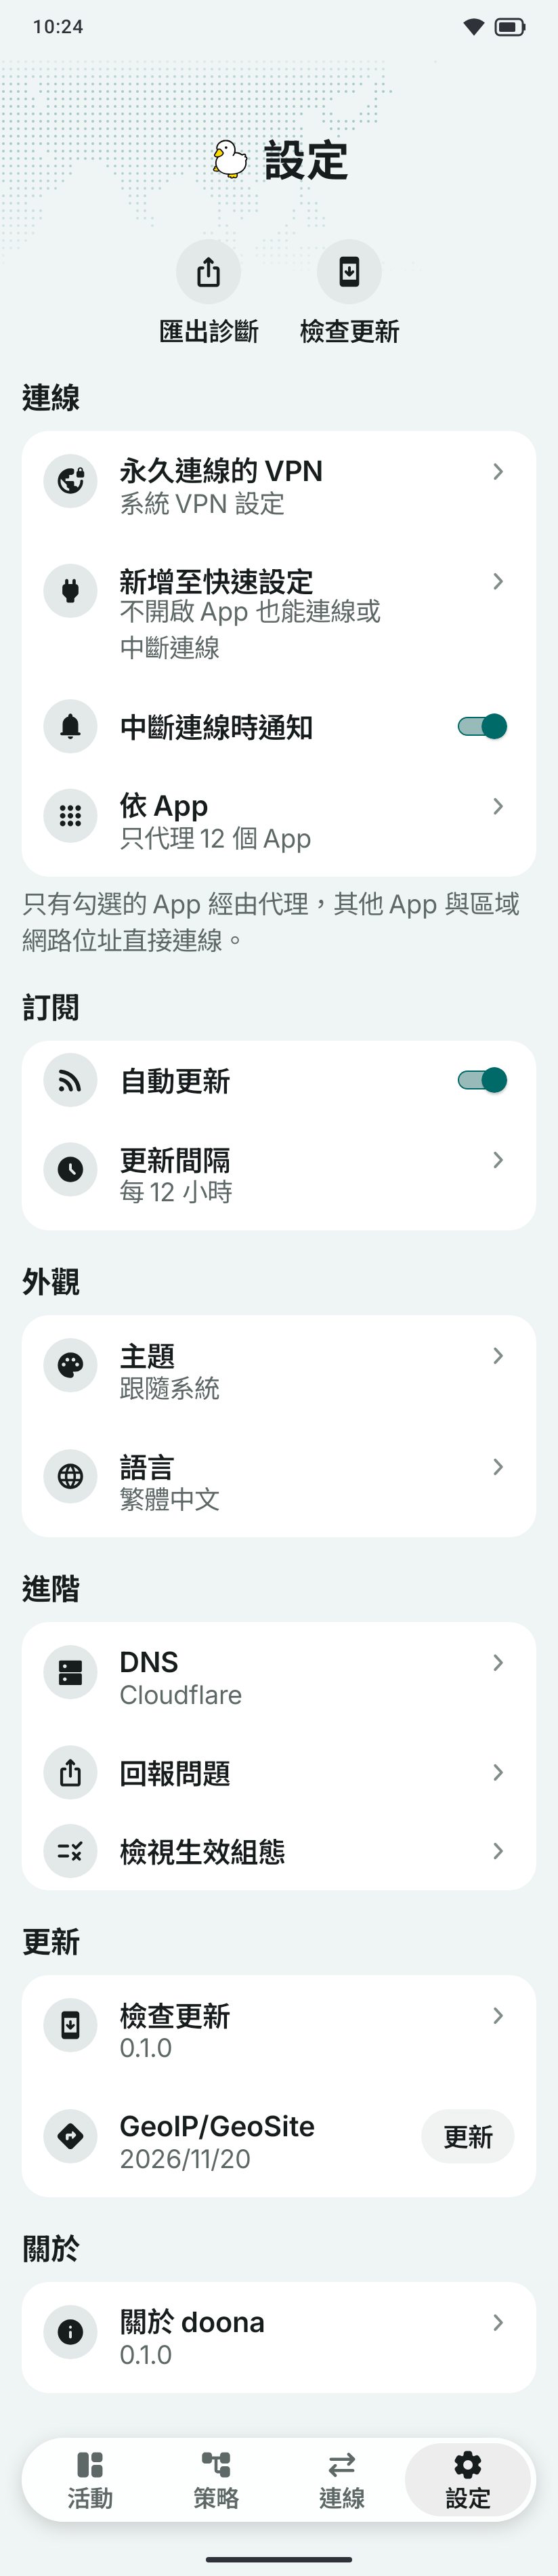 10:24
設定
匯出診斷
檢查更新
連線
永久連線的 VPN
系統 VPN 設定
新增至快速設定
不開啟 App 也能連線或
中斷連線
中斷連線時通知
依 App
只代理 12 個 App
只有勾選的 App 經由代理，其他 App 與區域
網路位址直接連線。
訂閱
自動更新
更新間隔
每 12 小時
外觀
主題
跟隨系統
語言
繁體中文
進階
DNS
Cloudflare
回報問題
檢視生效組態
更新
檢查更新
0.1.0
GeoIP/GeoSite
2026/11/20
更新
關於
關於 doona
0.1.0
活動
策略
連線
設定